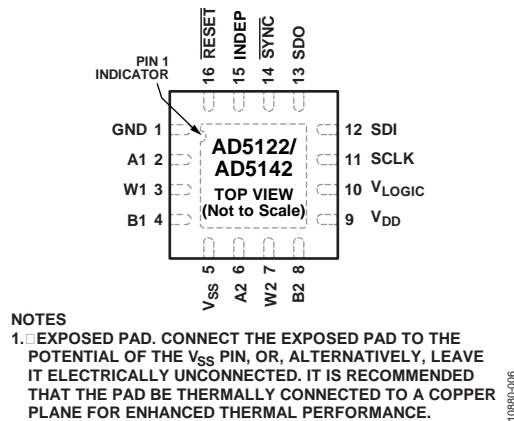 16 RESET
15 INDEP
14 SYNC
13 SDO
PIN 1
INDICATOR
GND 1
A1 2
W1 3
B1 4
AD5122/
AD5142
TOP VIEW
(Not to Scale)
12 SDI
11 SCLK
10 VLOGIC
9 VDD
VSS 5
A2 6
W2 7
B2 8
NOTES
1.□EXPOSED PAD. CONNECT THE EXPOSED PAD TO THE
POTENTIAL OF THE VSS PIN, OR, ALTERNATIVELY, LEAVE
IT ELECTRICALLY UNCONNECTED. IT IS RECOMMENDED
THAT THE PAD BE THERMALLY CONNECTED TO A COPPER
PLANE FOR ENHANCED THERMAL PERFORMANCE.
10880-006